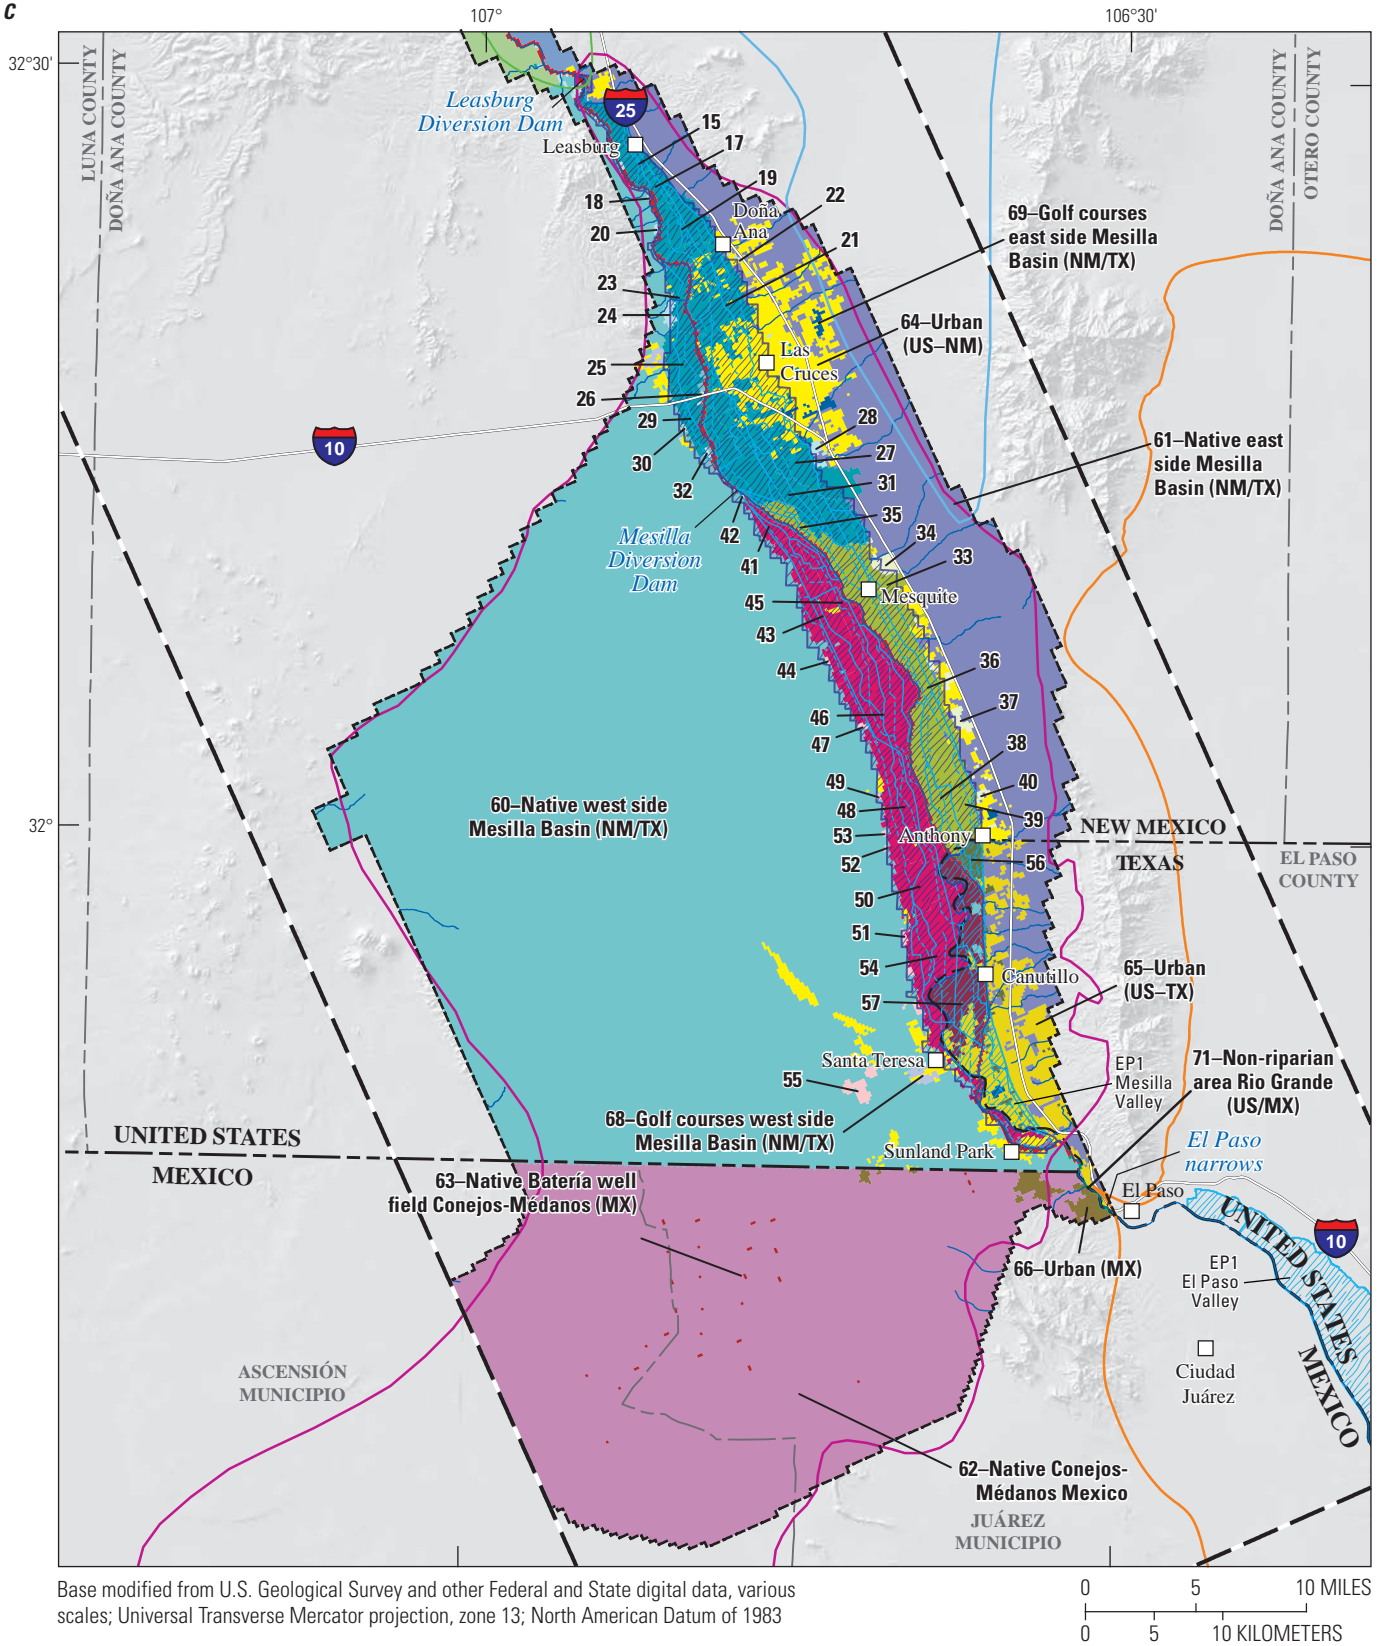 C
107°
106°30'
32°30'
LUNA COUNTY
DOÑA ANA COUNTY
DOÑA ANA COUNTY
OTERO COUNTY
Leasburg
Diversion Dam
25
Leasburg
15
17
19
18
20
Doña
Ana
22
21
69–Golf courses
east side Mesilla
Basin (NM/TX)
23
24
64–Urban
(US–NM)
Las
Cruces
25
26
29
30
32
10
28
27
31
61–Native east
side Mesilla
Basin (NM/TX)
35
34
33
Mesilla
Diversion
Dam
42
41
Mesquite
45
43
44
36
37
46
47
38
49
48
40
39
60–Native west side
Mesilla Basin (NM/TX)
32°
53
52
Anthony
NEW MEXICO
TEXAS
EL PASO
COUNTY
56
50
51
54
57
Canutillo
65–Urban
(US–TX)
Santa Teresa
55
EP1
Mesilla
Valley
71–Non-riparian
area Rio Grande
(US/MX)
68–Golf courses west side
Mesilla Basin (NM/TX)
Sunland Park
El Paso
narrows
UNITED STATES
MEXICO
63–Native Batería well
field Conejos-Médanos (MX)
El Paso
UNITED STATES
MEXICO
10
66–Urban (MX)
EP1
El Paso
Valley
Ciudad
Juárez
ASCENSIÓN
MUNICIPIO
62–Native Conejos-
Médanos Mexico
JUÁREZ
MUNICIPIO
Base modified from U.S. Geological Survey and other Federal and State digital data, various
scales; Universal Transverse Mercator projection, zone 13; North American Datum of 1983
0 5 10 MILES
0 5 10 KILOMETERS